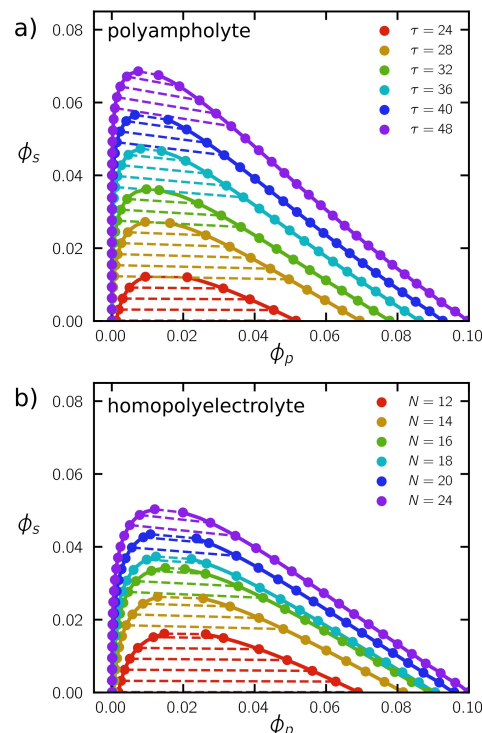 a)
polyampholyte
τ = 24
τ = 28
τ = 32
τ = 36
τ = 40
τ = 48
0.08
0.06
0.04
0.02
0.00
ϕs
0.00 0.02 0.04 0.06 0.08 0.10
ϕp
b)
homopolyelectrolyte
N = 12
N = 14
N = 16
N = 18
N = 20
N = 24
0.08
0.06
0.04
0.02
0.00
ϕs
0.00 0.02 0.04 0.06 0.08 0.10
ϕp